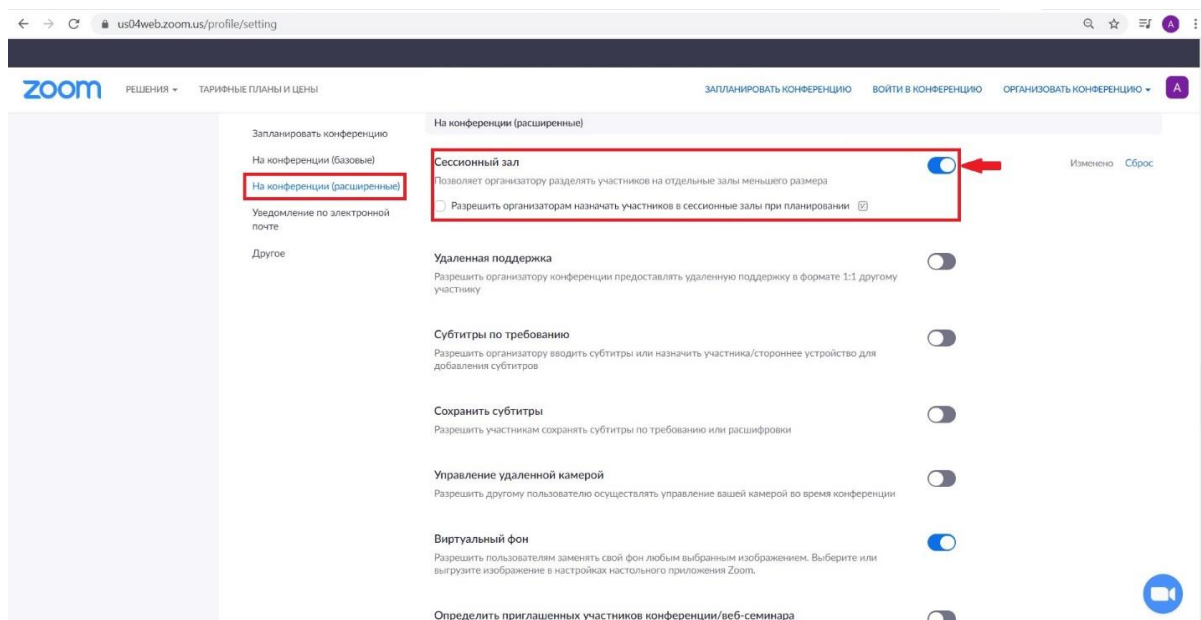 us04web.zoom.us/profile/setting
A
zoom
РЕШЕНИЯ
ТАРИФНЫЕ ПЛАНЫ И ЦЕНЫ
ЗАПЛАНИРОВАТЬ КОНФЕРЕНЦИЮ
ВОЙТИ В КОНФЕРЕНЦИЮ
ОРГАНИЗОВАТЬ КОНФЕРЕНЦИЮ
A
Запланировать конференцию
На конференции (базовые)
На конференции (расширенные)
Уведомление по электронной
почте
Другое
На конференции (расширенные)
Сессионный зал
Изменено Сброс
Позволяет организатору разделять участников на отдельные залы меньшего размера
Разрешить организаторам назначать участников в сессионные залы при планировании
Удаленная поддержка
Разрешить организатору конференции предоставлять удаленную поддержку в формате 1:1 другому
участнику
Субтитры по требованию
Разрешить организатору вводить субтитры или назначить участника/стороннее устройство для
добавления субтитров
Сохранить субтитры
Разрешить участникам сохранять субтитры по требованию или расшифровки
Управление удаленной камерой
Разрешить другому пользователю осуществлять управление вашей камерой во время конференции
Виртуальный фон
Разрешить пользователям заменять свой фон любым выбранным изображением. Выберите или
выгрузите изображение в настройках настольного приложения Zoom.
Определить приглашенных участников конференции/веб-семинара